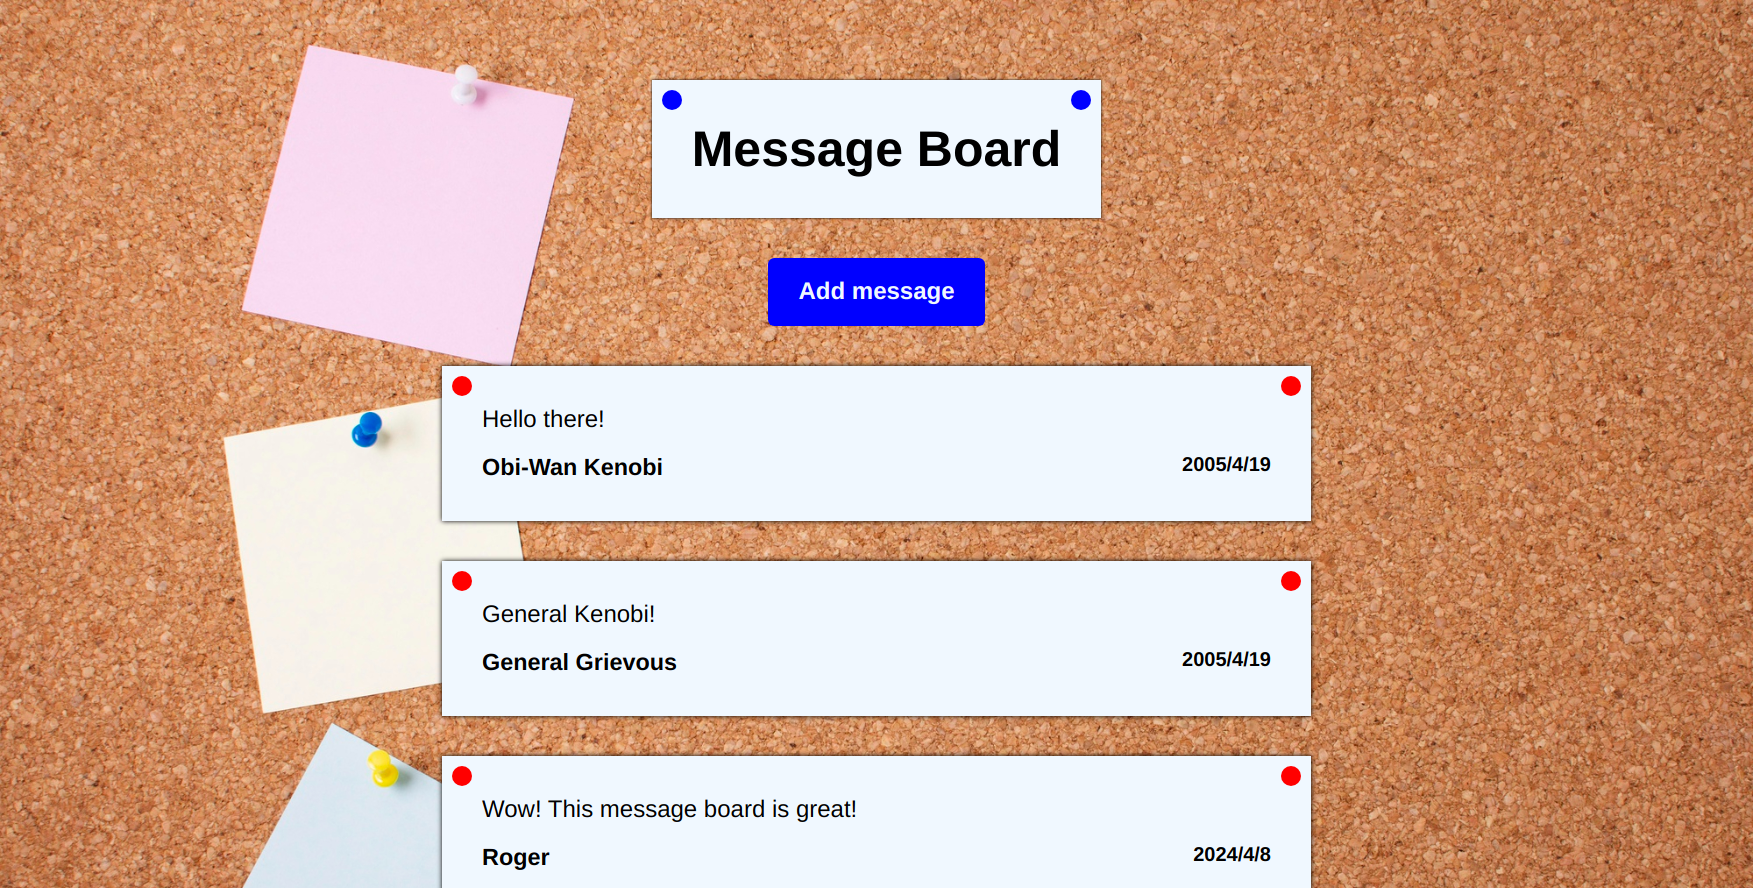 Message Board
Add message
Hello there!
Obi-Wan Kenobi
2005/4/19
General Kenobi!
General Grievous
2005/4/19
Wow! This message board is great!
Roger
2024/4/8